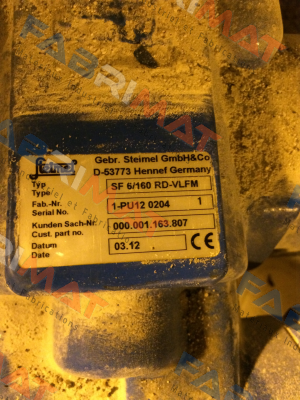 FABRIMAT
Gebr. Steimel GmbH&Co
D-53773 Hennef Germany
Steimel
Typ SF 6/160 RD-VLFM
Type
Fab.-Nr. 1-PU12 0204 1
Serial No.
Kunden Sach-Nr. 000.001.163.807
Cust. part no.
Datum 03.12 CE
Date